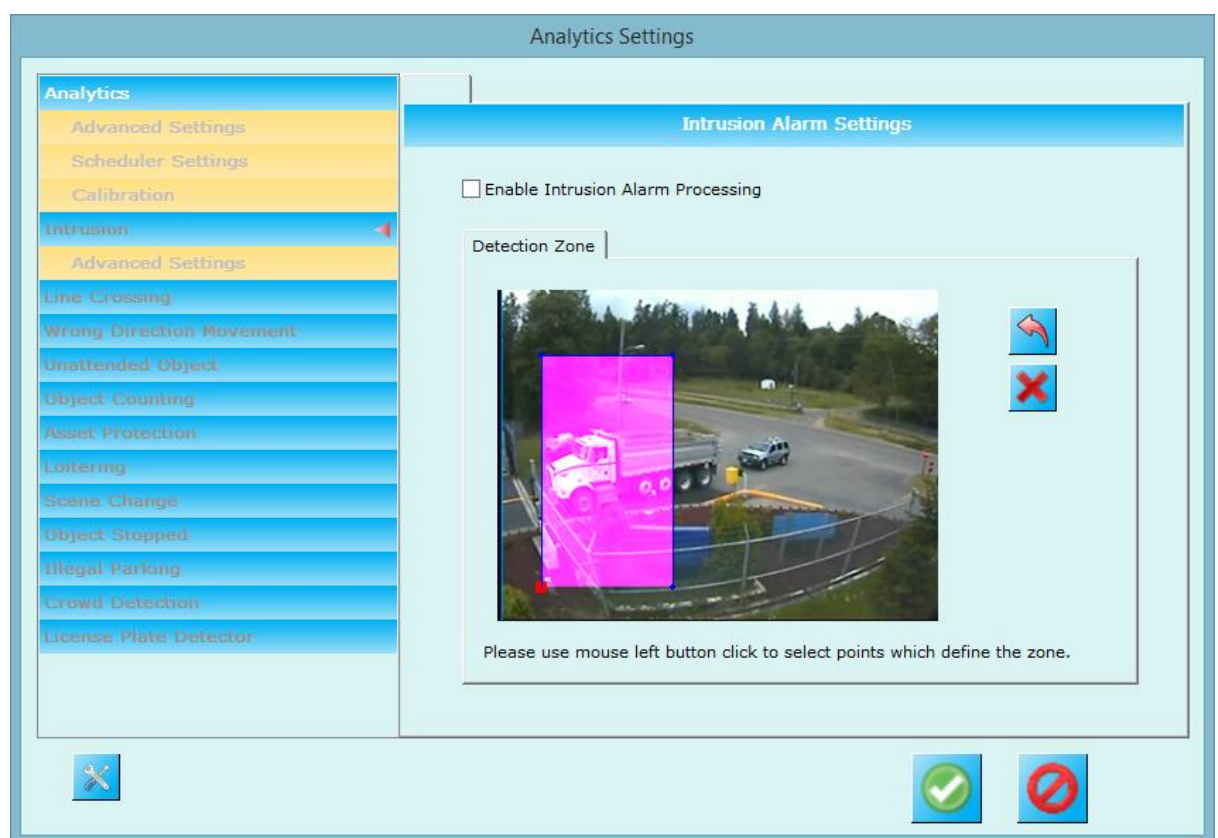 Analytics Settings
Analytics
Advanced Settings
Scheduler Settings
Calibration
Intrusion
Advanced Settings
Line Crossing
Wrong Direction Movement
Unattended Object
Object Counting
Asset Protection
Loitering
Scene Change
Object Stopped
Illegal Parking
Crowd Detection
License Plate Detector
Intrusion Alarm Settings
Enable Intrusion Alarm Processing
Detection Zone
Please use mouse left button click to select points which define the zone.